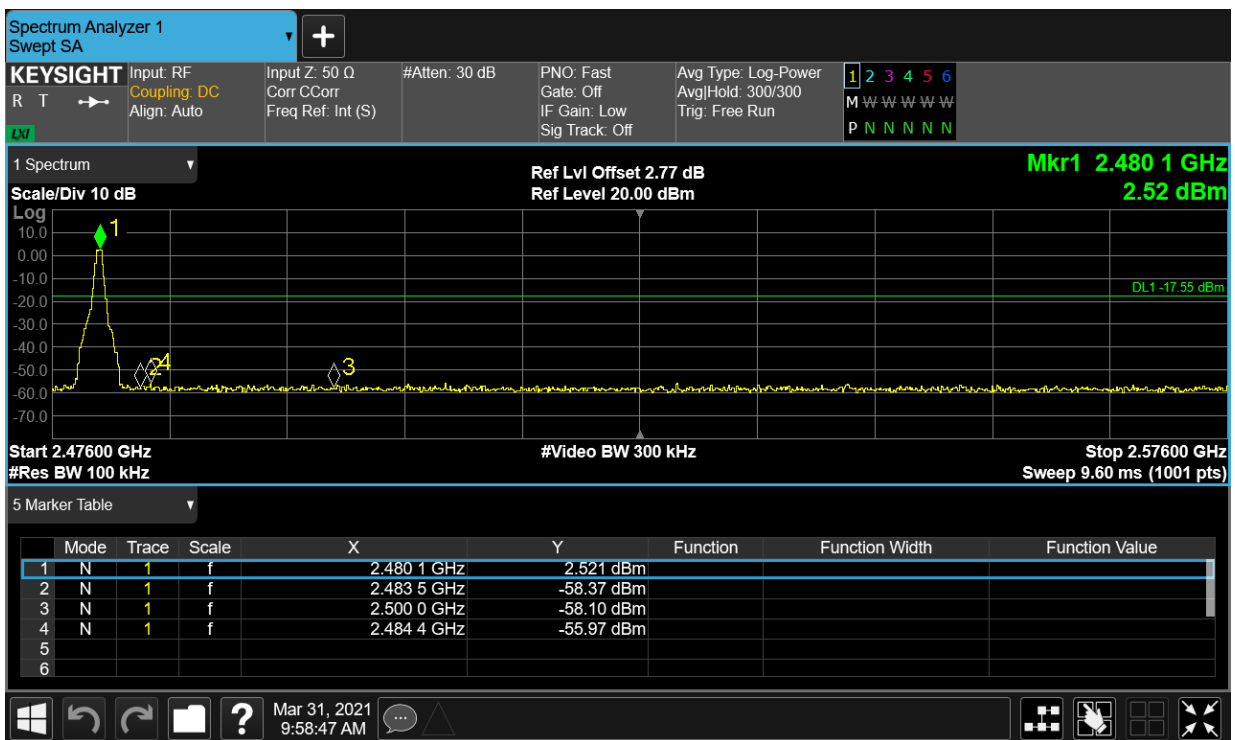 Spectrum Analyzer 1
Swept SA
+
KEYSIGHT
R T
LXI
Input: RF
Coupling: DC
Align: Auto
Input Z: 50 Ω
Corr CCorr
Freq Ref: Int (S)
#Atten: 30 dB
PNO: Fast
Gate: Off
IF Gain: Low
Sig Track: Off
Avg Type: Log-Power
Avg|Hold: 300/300
Trig: Free Run
1 2 3 4 5 6
M W W W W W
P N N N N N
1 Spectrum
Scale/Div 10 dB
Ref Lvl Offset 2.77 dB
Ref Level 20.00 dBm
Mkr1 2.480 1 GHz
2.52 dBm
Log
10.0
0.00
-10.0
-20.0
-30.0
-40.0
-50.0
-60.0
-70.0
1
DL1 -17.55 dBm
2
4
3
Start 2.47600 GHz
#Res BW 100 kHz
#Video BW 300 kHz
Stop 2.57600 GHz
Sweep 9.60 ms (1001 pts)
5 Marker Table
Mode Trace Scale X Y Function Function Width Function Value
1 N 1 f 2.480 1 GHz 2.521 dBm
2 N 1 f 2.483 5 GHz -58.37 dBm
3 N 1 f 2.500 0 GHz -58.10 dBm
4 N 1 f 2.484 4 GHz -55.97 dBm
5
6
?
Mar 31, 2021
9:58:47 AM